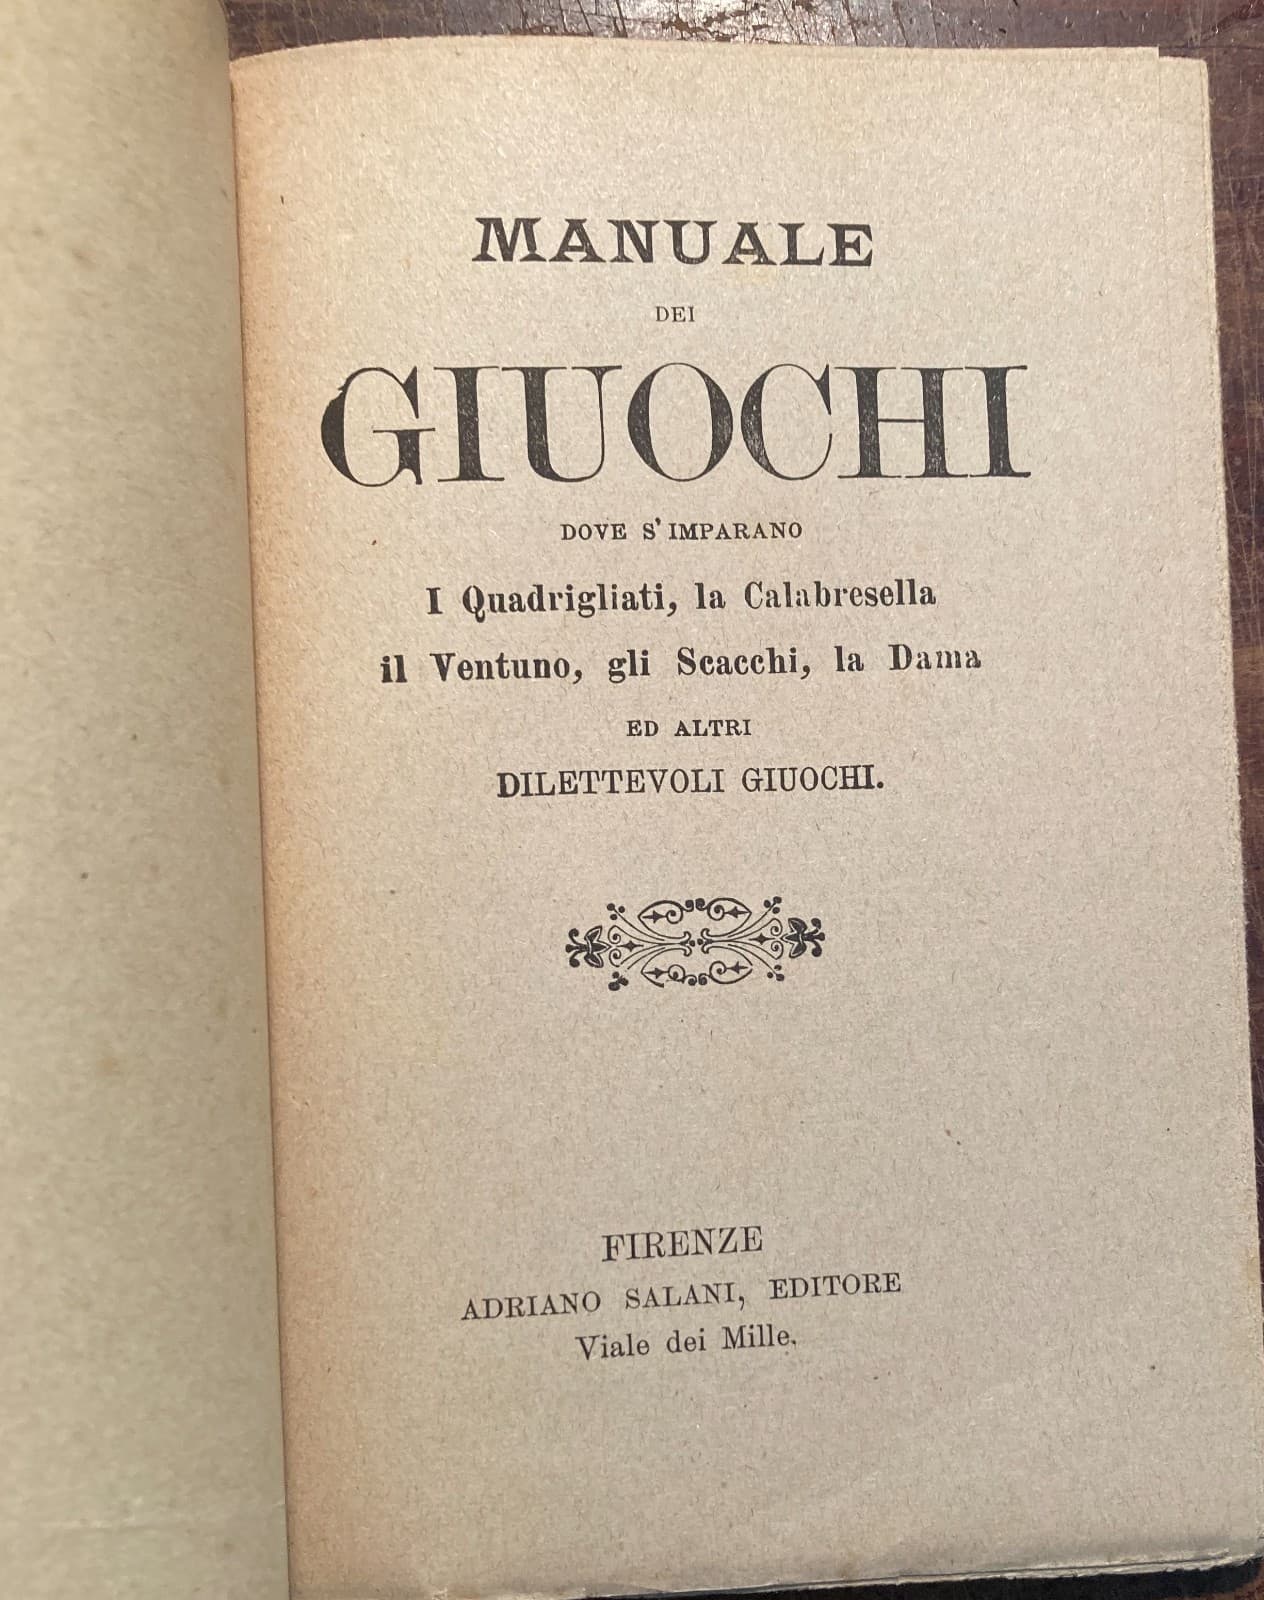 MANUALE
DEI
GIUOCHI
DOVE S'IMPARANO
I Quadrigliati, la Calabresella
il Ventuno, gli Scacchi, la Dama
ED ALTRI
DILETTEVOLI GIUOCHI.
FIRENZE
ADRIANO SALANI, EDITORE
Viale dei Mille.